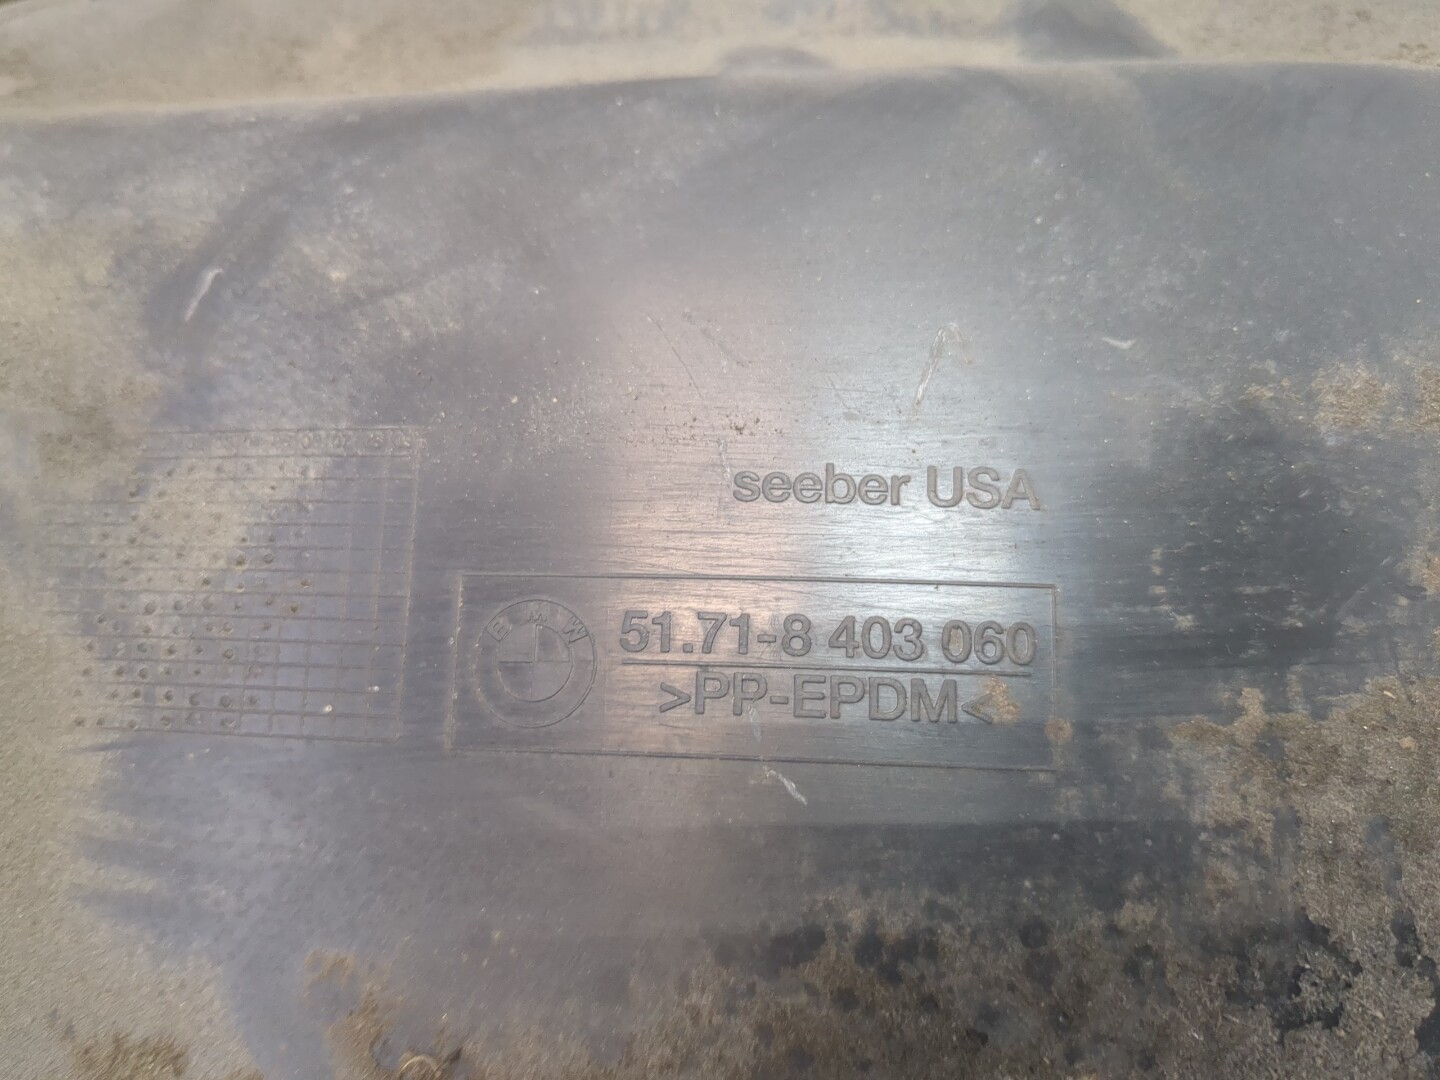 seeber USA
BMW
51.71-8 403 060
>PP-EPDM<